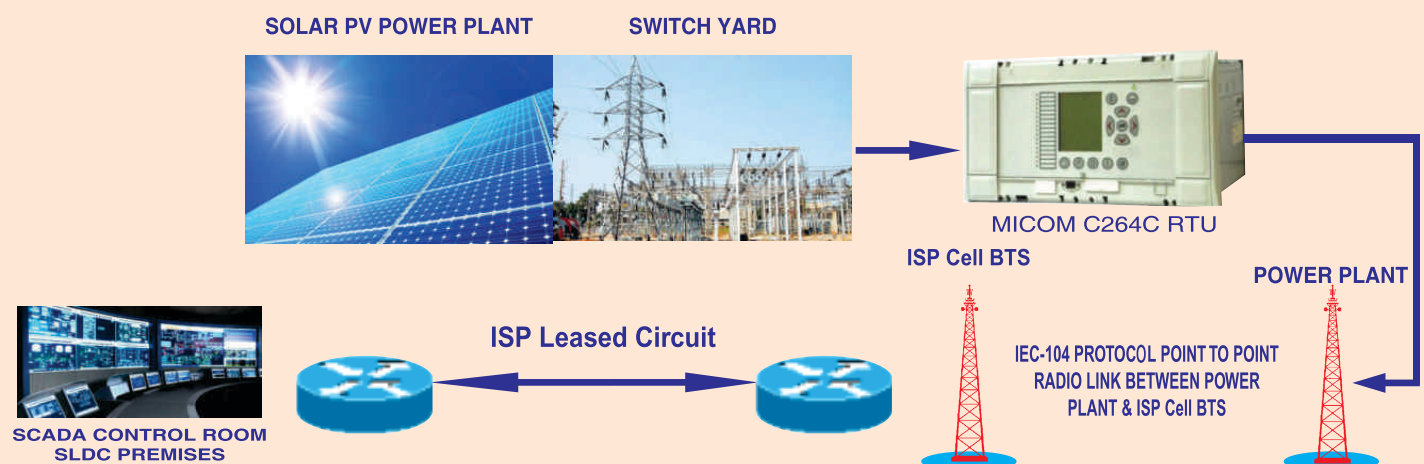 SOLAR PV POWER PLANT
SWITCH YARD
MICOM C264C RTU
ISP Cell BTS
POWER PLANT
ISP Leased Circuit
IEC-104 PROTOCOL POINT TO POINT
RADIO LINK BETWEEN POWER
PLANT & ISP Cell BTS
SCADA CONTROL ROOM
SLDC PREMISES